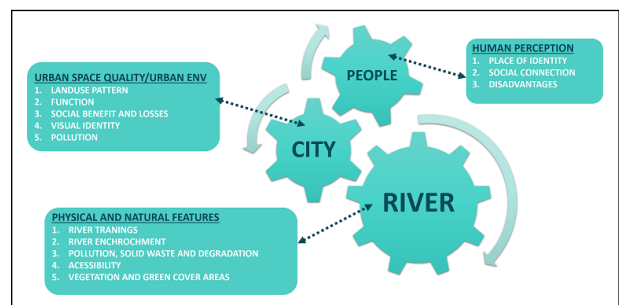 PEOPLE
HUMAN PERCEPTION
1. PLACE OF IDENTITY
2. SOCIAL CONNECTION
3. DISADVANTAGES
URBAN SPACE QUALITY/URBAN ENV
1. LANDUSE PATTERN
2. FUNCTION
3. SOCIAL BENEFIT AND LOSSES
4. VISUAL IDENTITY
5. POLLUTION
CITY
RIVER
PHYSICAL AND NATURAL FEATURES
1. RIVER TRANINGS
2. RIVER ENCHROCHMENT
3. POLLUTION, SOLID WASTE AND DEGRADATION
4. ACESSIBILITY
5. VEGETATION AND GREEN COVER AREAS